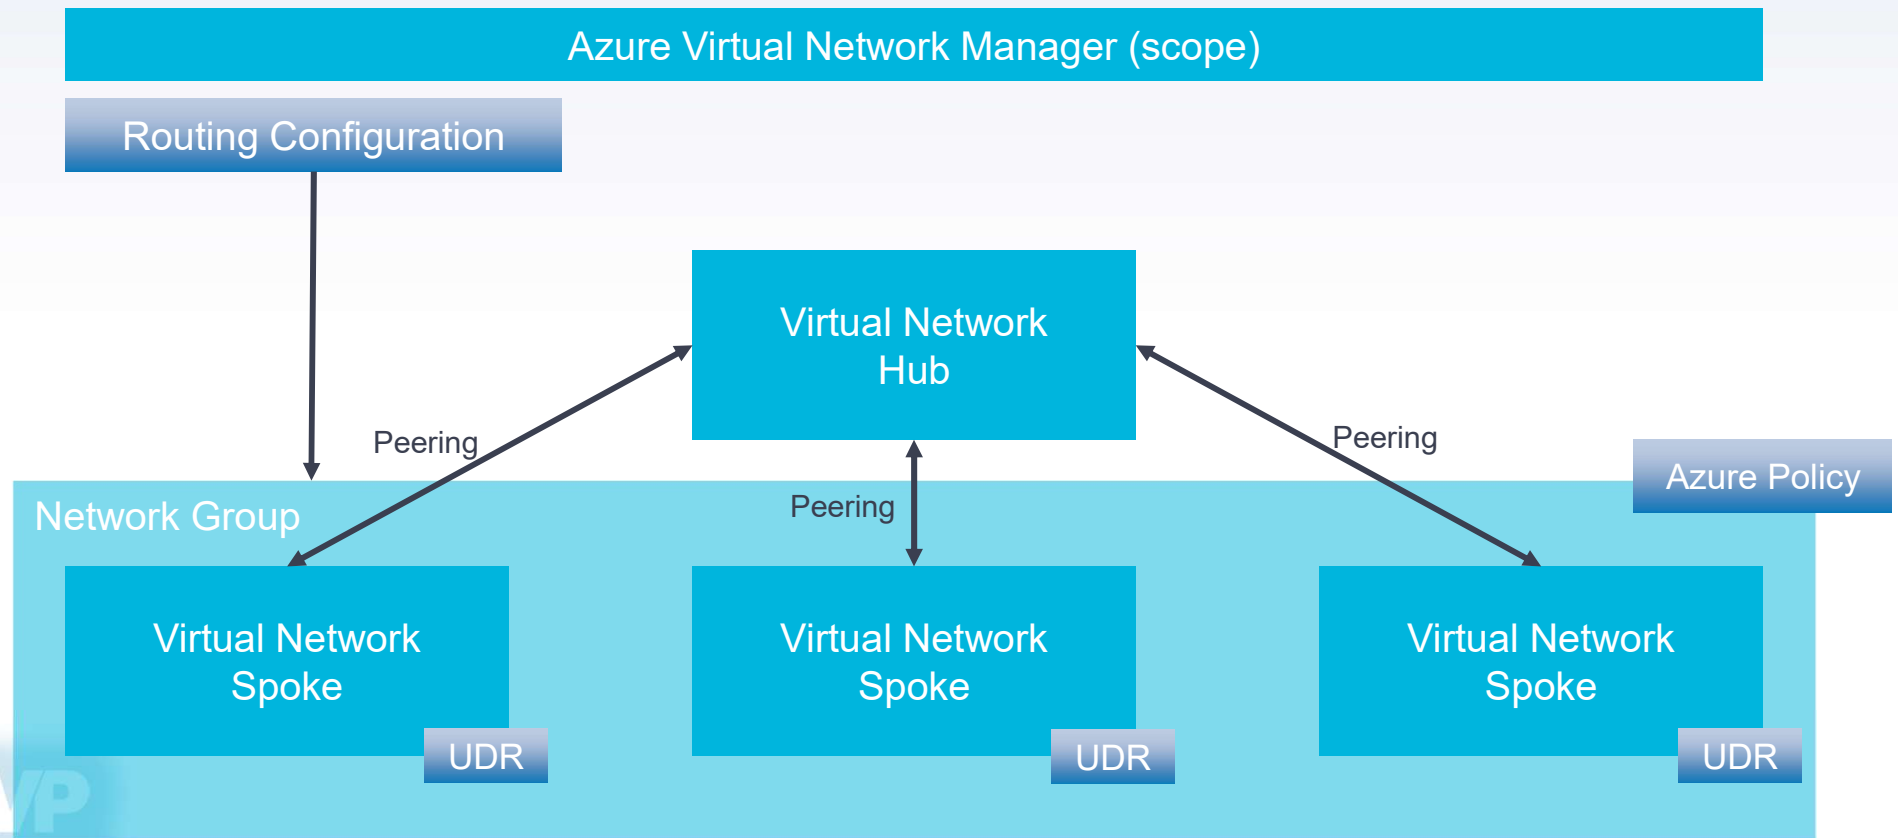 Azure Virtual Network Manager (scope)
Routing Configuration
Virtual Network
Hub
Peering
Peering
Peering
Azure Policy
Network Group
Virtual Network
Spoke
UDR
Virtual Network
Spoke
UDR
Virtual Network
Spoke
UDR